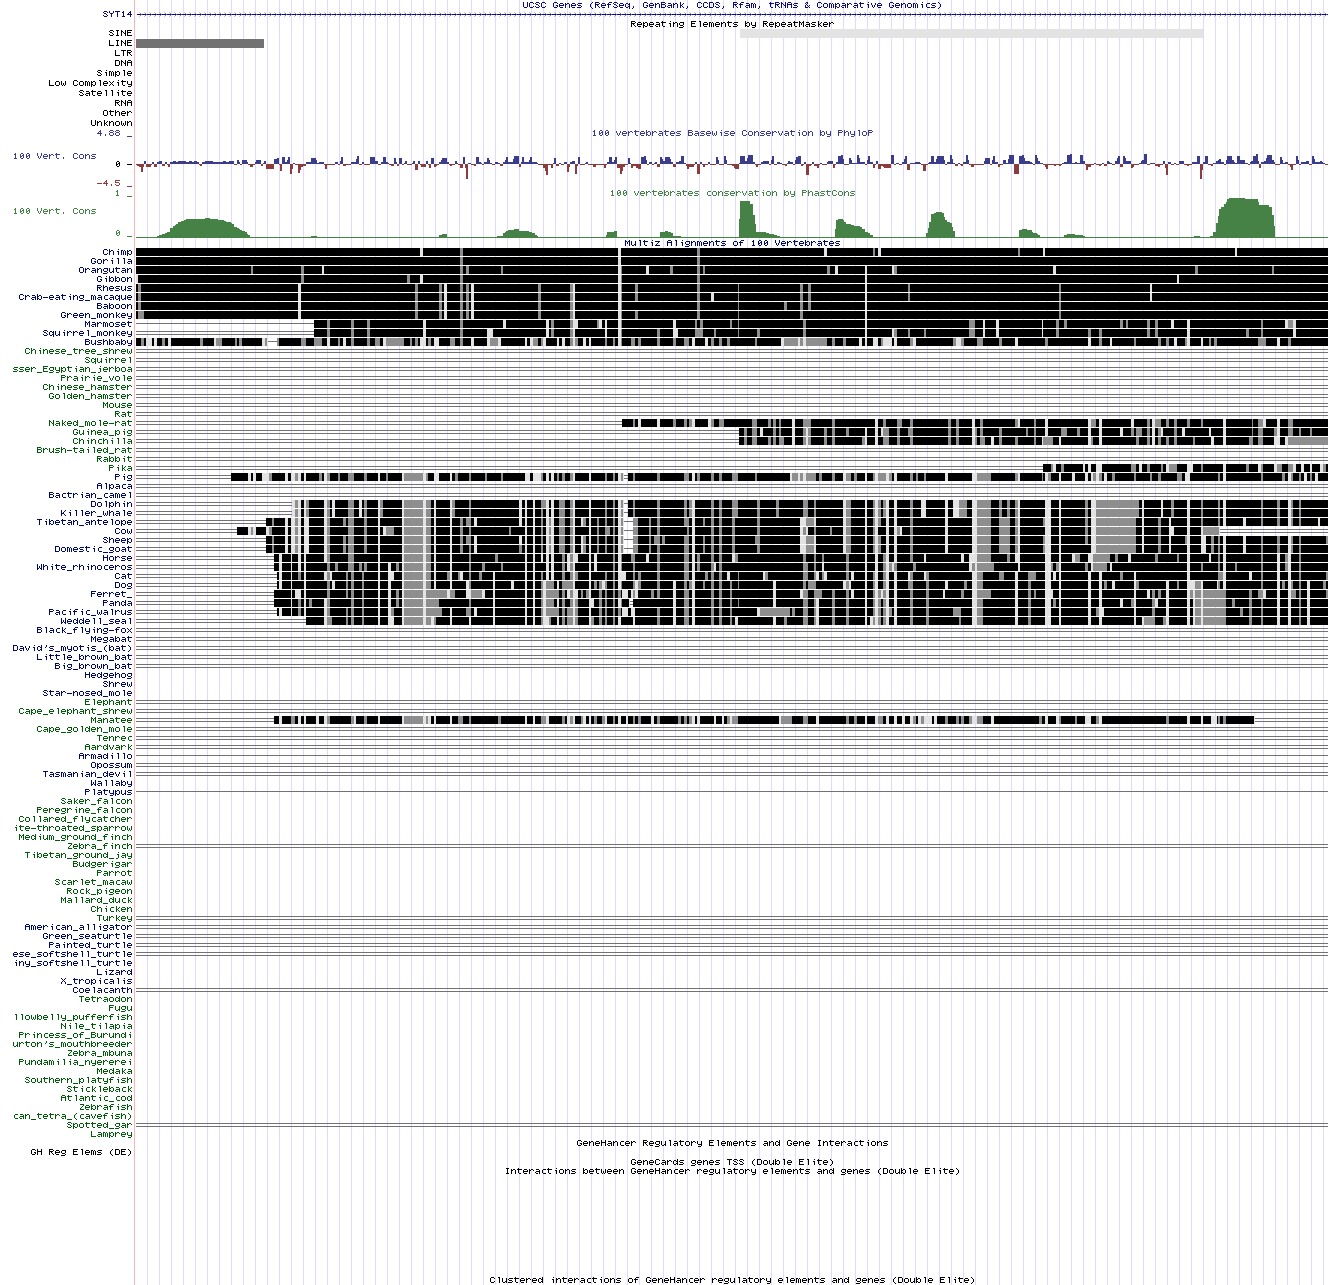 UCSC Genes (RefSeq, GenBank, CCDS, Rfam, tRNAs & Comparative Genomics)
SYT14
Repeating Elements by RepeatMasker
SINE
LINE
LTR
DNA
Simple
Low Complexity
Satellite
RNA
Other
Unknown
4.88 _
100 vertebrates Basewise Conservation by PhyloP
100 Vert. Cons
0 _
-4.5 _
1 _
100 vertebrates conservation by PhastCons
100 Vert. Cons
0 _
Multiz Alignments of 100 Vertebrates
Chimp
Gorilla
Orangutan
Gibbon
Rhesus
Crab-eating_macaque
Baboon
Green_monkey
Marmoset
Squirrel_monkey
Bushbaby
Chinese_tree_shrew
Squirrel
sser_Egyptian_jerboa
Prairie_vole
Chinese_hamster
Golden_hamster
Mouse
Rat
Naked_mole-rat
Guinea_pig
Chinchilla
Brush-tailed_rat
Rabbit
Pika
Pig
Alpaca
Bactrian_camel
Dolphin
Killer_whale
Tibetan_antelope
Cow
Sheep
Domestic_goat
Horse
White_rhinoceros
Cat
Dog
Ferret_
Panda
Pacific_walrus
Weddell_seal
Black_flying-fox
Megabat
David's_myotis_(bat)
Little_brown_bat
Big_brown_bat
Hedgehog
Shrew
Star-nosed_mole
Elephant
Cape_elephant_shrew
Manatee
Cape_golden_mole
Tenrec
Aardvark
Armadillo
Opossum
Tasmanian_devil
Wallaby
Platypus
Saker_falcon
Peregrine_falcon
Collared_flycatcher
ite-throated_sparrow
Medium_ground_finch
Zebra_finch
Tibetan_ground_jay
Budgerigar
Parrot
Scarlet_macaw
Rock_pigeon
Mallard_duck
Chicken
Turkey
American_alligator
Green_seaturtle
Painted_turtle
ese_softshell_turtle
iny_softshell_turtle
Lizard
X_tropicalis
Coelacanth
Tetraodon
Fugu
llowbelly_pufferfish
Nile_tilapia
Princess_of_Burundi
urton's_mouthbreeder
Zebra_mbuna
Pundamilia_nyererei
Medaka
Southern_platyfish
Stickleback
Atlantic_cod
Zebrafish
can_tetra_(cavefish)
Spotted_gar
Lamprey
GeneHancer Regulatory Elements and Gene Interactions
GH Reg Elems (DE)
GeneCards genes TSS (Double Elite)
Interactions between GeneHancer regulatory elements and genes (Double Elite)
Clustered interactions of GeneHancer regulatory elements and genes (Double Elite)